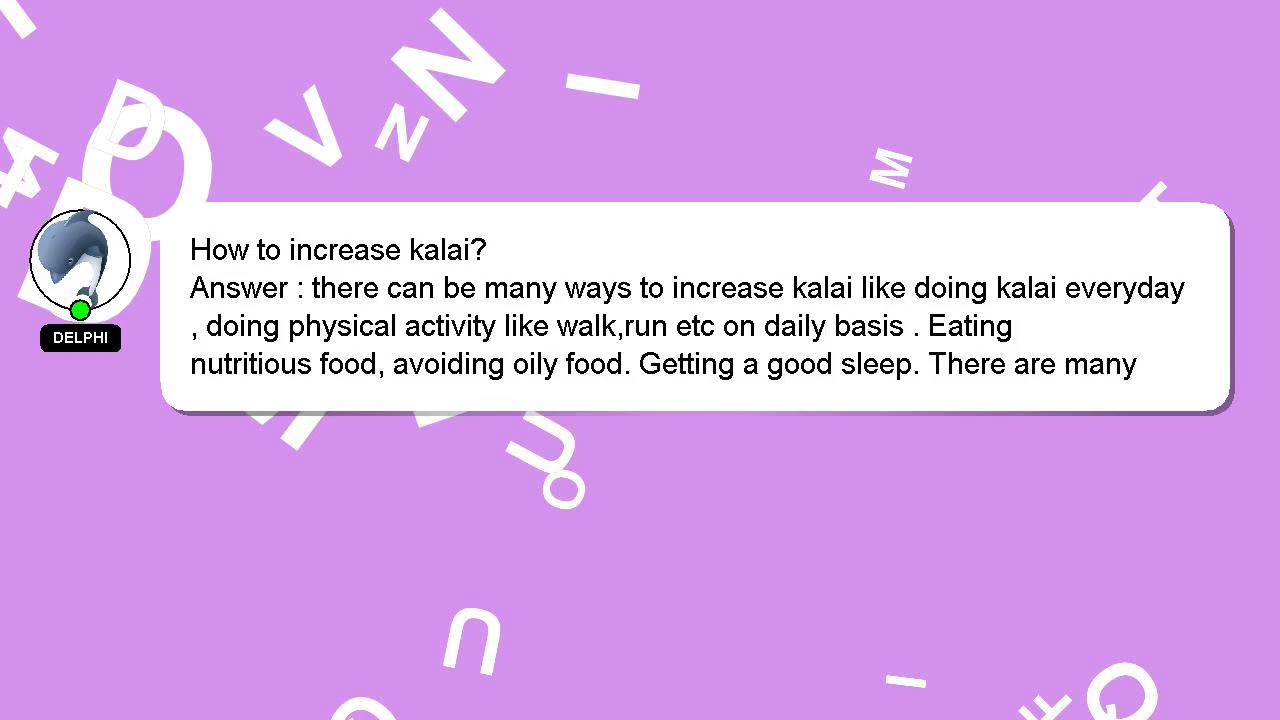 How to increase kalai?
Answer : there can be many ways to increase kalai like doing kalai everyday
, doing physical activity like walk,run etc on daily basis . Eating
nutritious food, avoiding oily food. Getting a good sleep. There are many
DELPHI